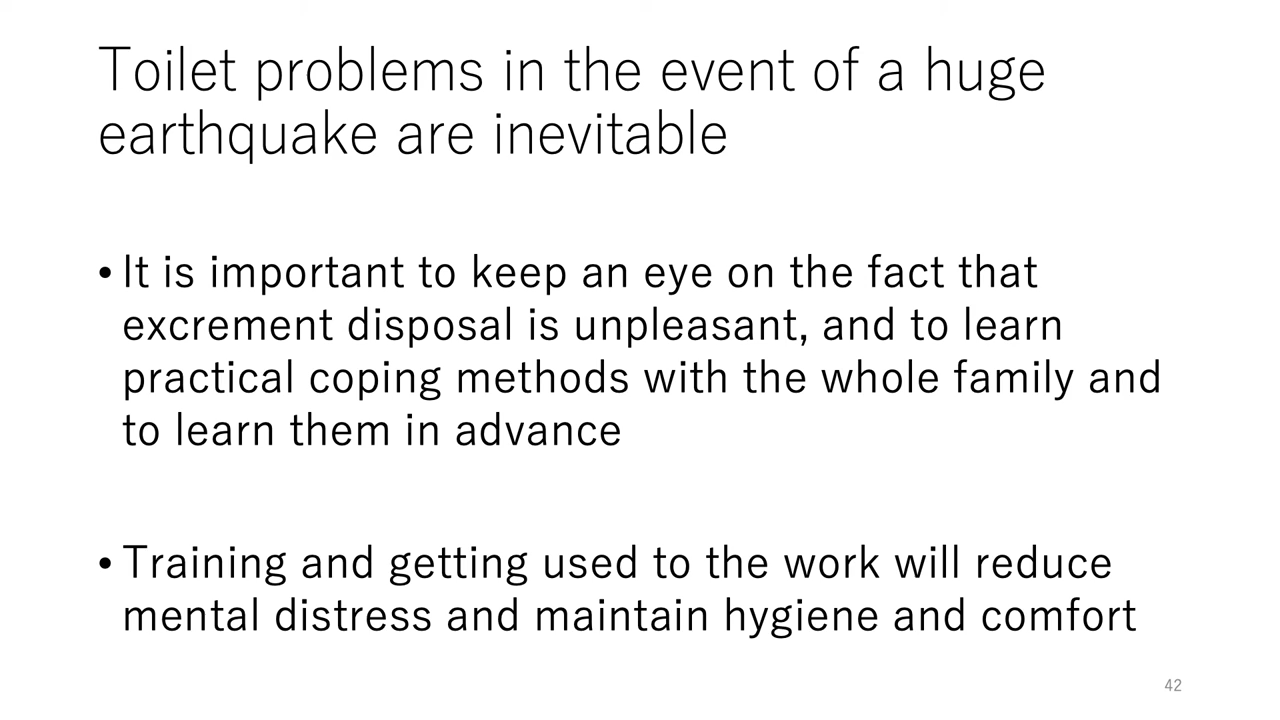 Toilet problems in the event of a huge
earthquake are inevitable
• It is important to keep an eye on the fact that
excrement disposal is unpleasant, and to learn
practical coping methods with the whole family and
to learn them in advance
• Training and getting used to the work will reduce
mental distress and maintain hygiene and comfort
42